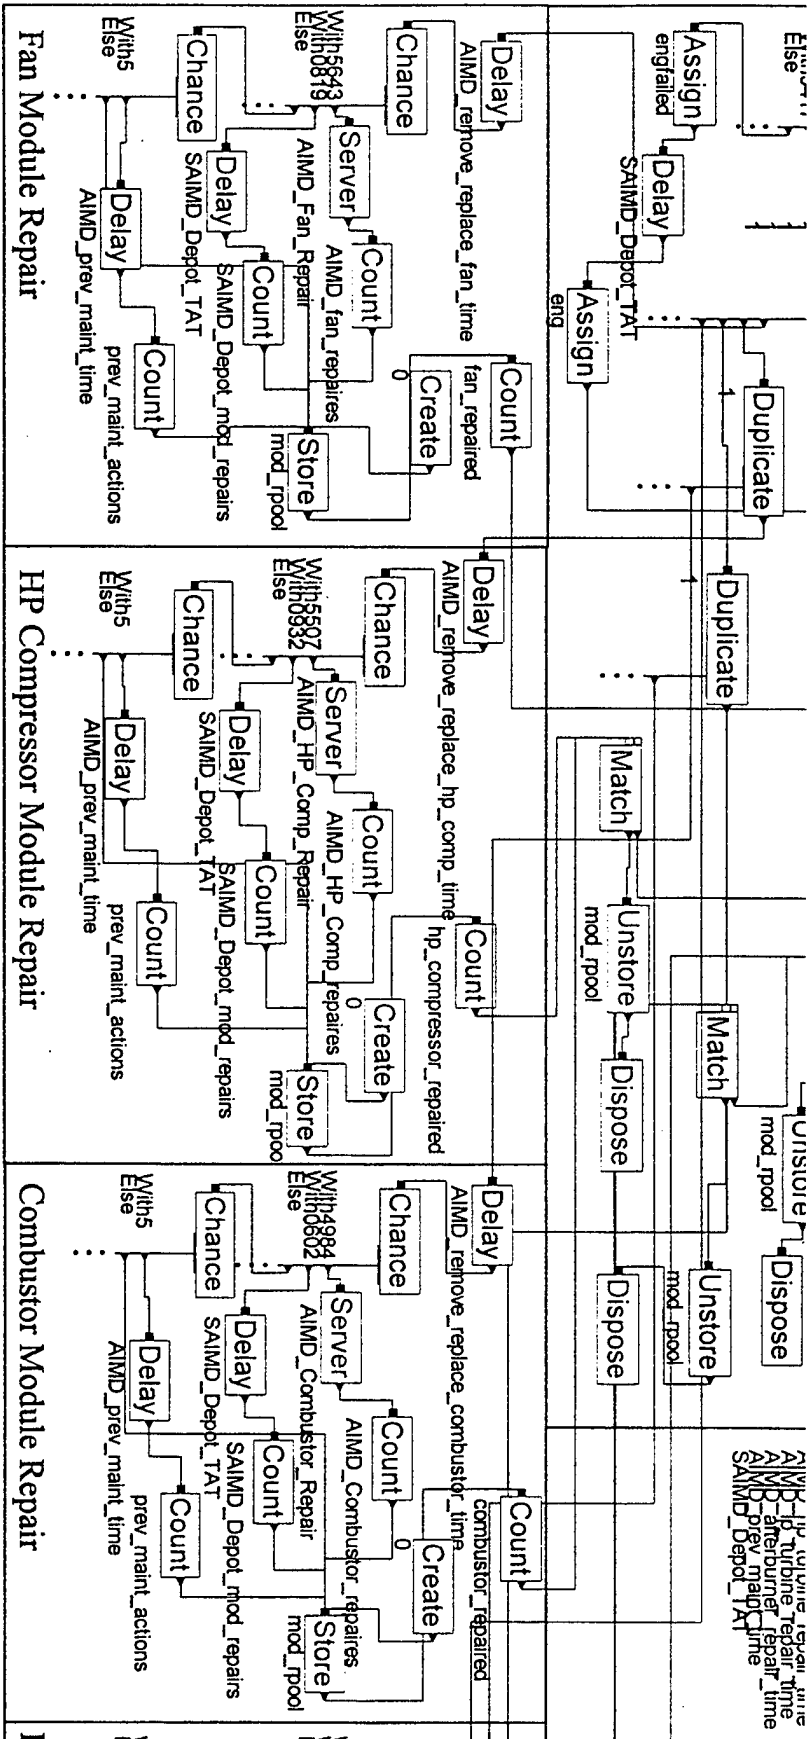 Else
Assign
engfailed
Delay
SAIMD_Depot_TAT
Assign
eng
Duplicate
1
Duplicate
1
Match
Unstore
mod_rpool
Dispose
Match
Unstore
mod_rpool
Dispose
mod_rpool
Dispose
AIMD_afterburner_repair_time
AIMD_prev_maint_time
SAIMD_Depot_TAT
Delay
AIMD_remove_replace_fan_time
Chance
With5643
With0819
Else
Server
AIMD_Fan_Repair
Count
AIMD_fan_repaires
Delay
SAIMD_Depot_TAT
Count
SAIMD_Depot_mod_repairs
Chance
With5
Else
Delay
AIMD_prev_maint_time
Count
prev_maint_actions
Count
fan_repaired
Create
0
Store
mod_rpool
Fan Module Repair
Delay
AIMD_remove_replace_hp_comp_time
Chance
With5507
With0932
Else
Server
AIMD_HP_Comp_Repair
Count
AIMD_HP_Comp_repaires
Delay
SAIMD_Depot_TAT
Count
SAIMD_Depot_mod_repairs
Chance
With5
Else
Delay
AIMD_prev_maint_time
Count
prev_maint_actions
Count
hp_compressor_repaired
Create
0
Store
mod_rpoo
HP Compressor Module Repair
Delay
AIMD_remove_replace_combustor_time
Chance
With4984
With0602
Else
Server
AIMD_Combustor_Repair
Count
AIMD_Combustor_repaires
Delay
SAIMD_Depot_TAT
Count
SAIMD_Depot_mod_repairs
Chance
With5
Else
Delay
AIMD_prev_maint_time
Count
prev_maint_actions
Count
combustor_repaired
Create
0
Store
mod_rpool
Combustor Module Repair